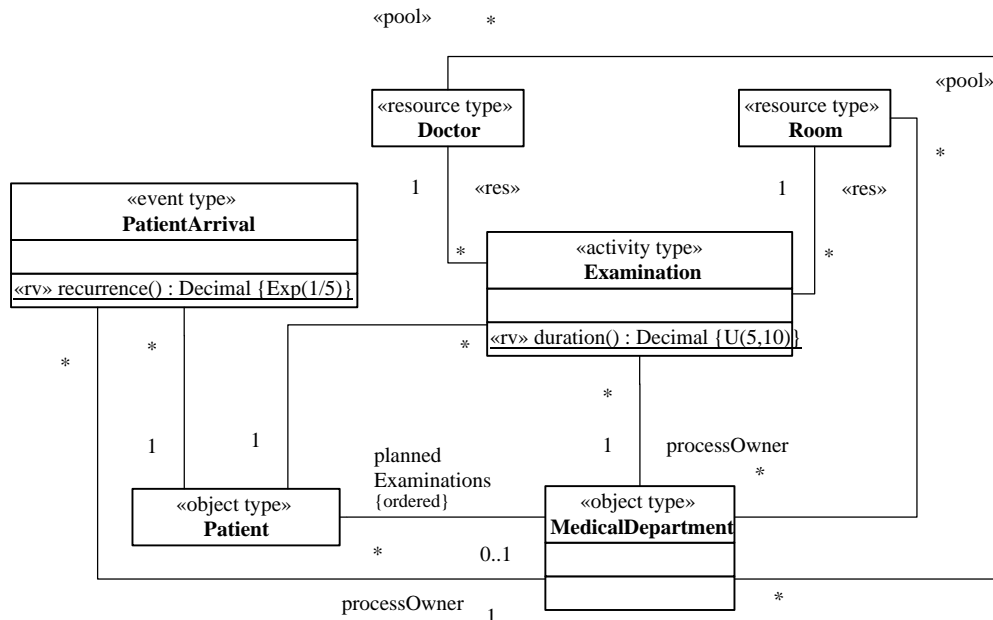 «pool»
*
«pool»
«resource type»
Doctor
«resource type»
Room
*
1
«res»
1
«res»
«event type»
PatientArrival
*
«activity type»
Examination
*
«rv» recurrence() : Decimal {Exp(1/5)}
*
*
*
«rv» duration() : Decimal {U(5,10)}
*
1
1
1
processOwner
planned
Examinations
{ordered}
*
«object type»
Patient
«object type»
MedicalDepartment
*
0..1
processOwner
1
*